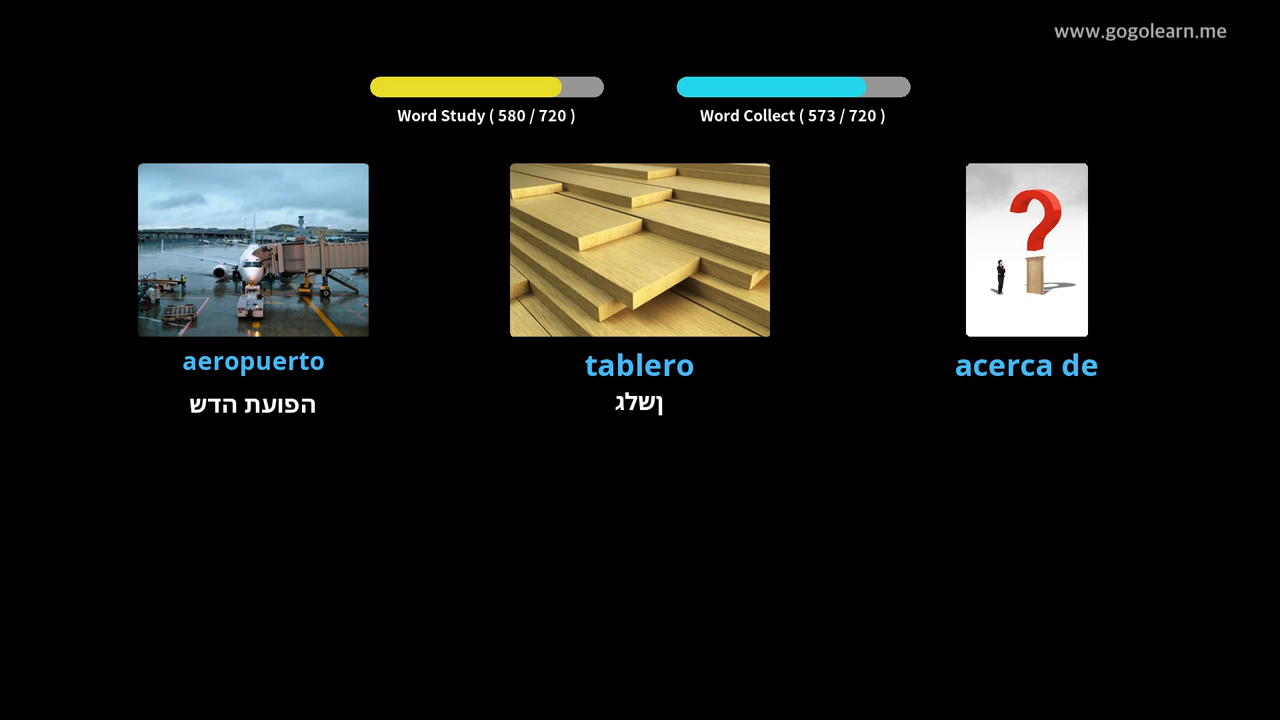 www.gogolearn.me
Word Study ( 580 / 720 )
Word Collect ( 573 / 720 )
aeropuerto
הפועת הדש
tablero
ןשלג
acerca de